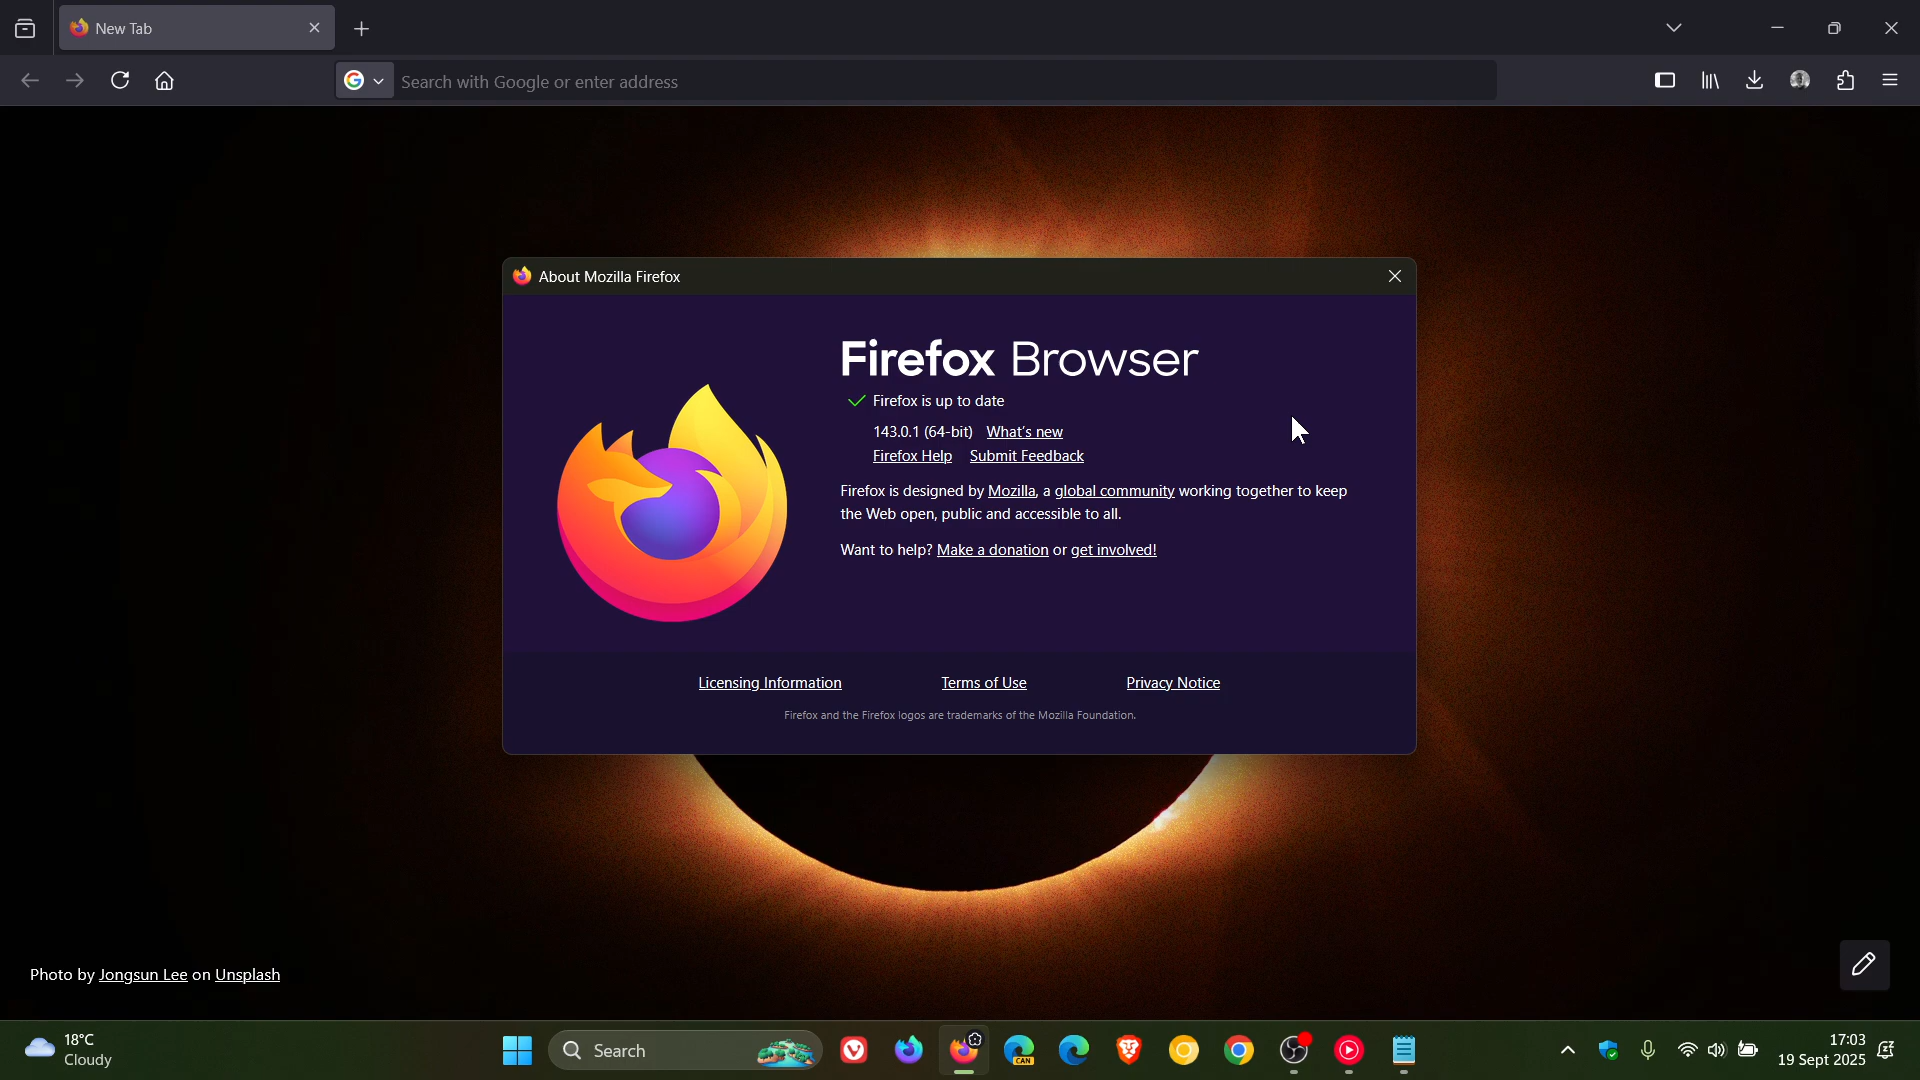 New Tab
Search with Google or enter address
About Mozilla Firefox
Firefox Browser
Firefox is up to date
143.0.1 (64-bit) What's new
Firefox Help Submit Feedback
Firefox is designed by Mozilla, a global community working together to keep
the Web open, public and accessible to all.
Want to help? Make a donation or get involved!
Licensing Information Terms of Use Privacy Notice
Firefox and the Firefox logos are trademarks of the Mozilla Foundation.
Photo by Jongsun Lee on Unsplash
18°C
Cloudy
Search
CAN
17:03
19 Sept 2025